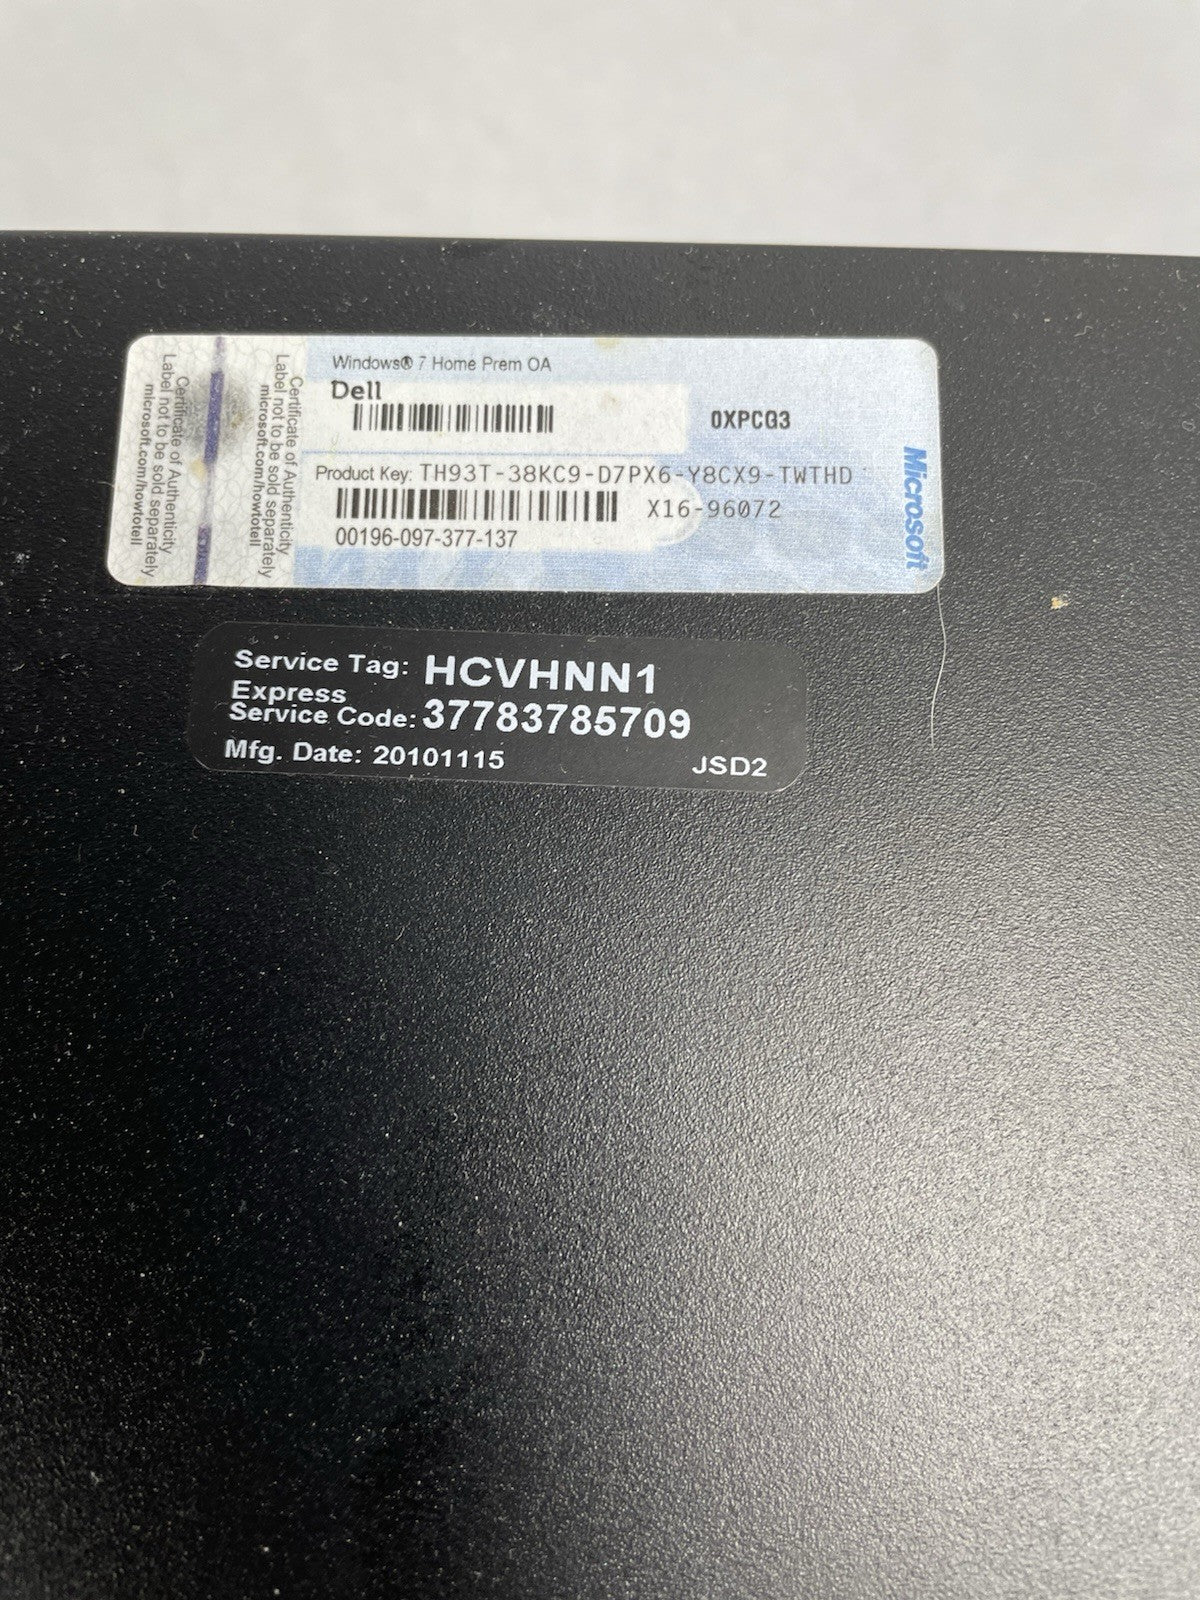 Certificate of Authenticity
Label not to be sold separately
microsoft.com/howtotell
Certificate of Authenticity
Label not to be sold separately
microsoft.com/howtotell
Windows® 7 Home Prem OA
Dell
0XPCG3
Product Key: TH93T-38KC9-D7PX6-Y8CX9-TWTHD
X16-96072
00196-097-377-137
Microsoft
Service Tag: HCVHNN1
Express
Service Code: 37783785709
Mfg. Date: 20101115
JSD2